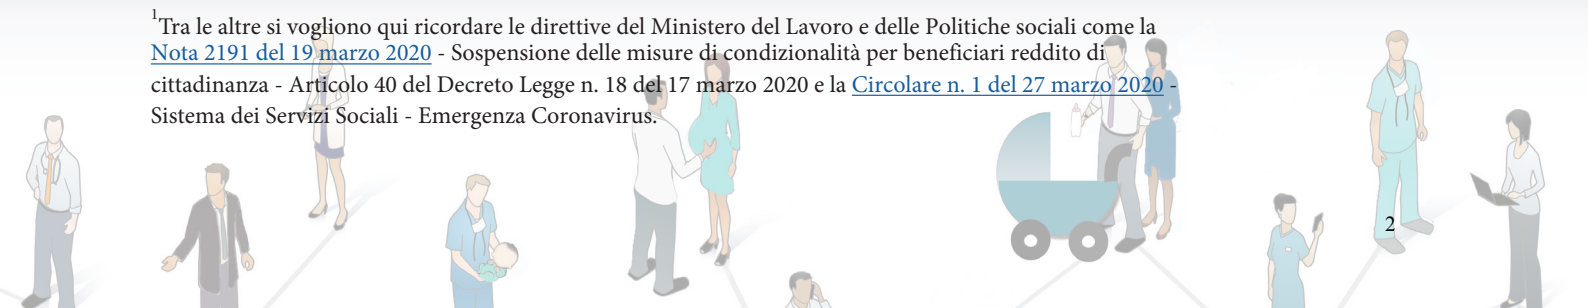 ¹Tra le altre si vogliono qui ricordare le direttive del Ministero del Lavoro e delle Politiche sociali come la
Nota 2191 del 19 marzo 2020 - Sospensione delle misure di condizionalità per beneficiari reddito di
cittadinanza - Articolo 40 del Decreto Legge n. 18 del 17 marzo 2020 e la Circolare n. 1 del 27 marzo 2020 -
Sistema dei Servizi Sociali - Emergenza Coronavirus.
2